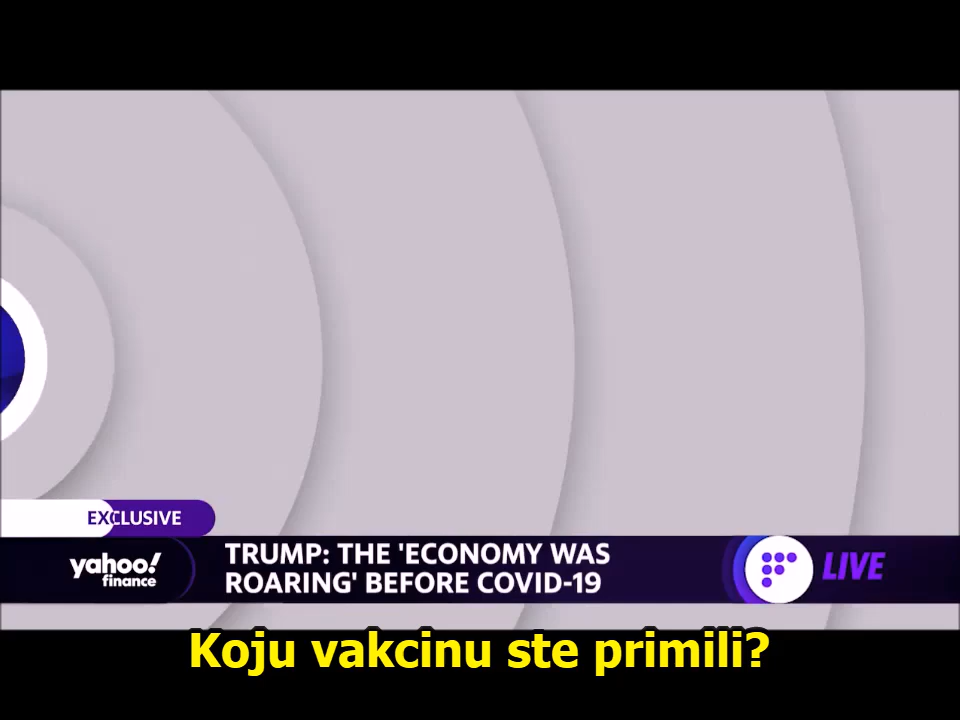 EXCLUSIVE
yahoo!
finance
TRUMP: THE 'ECONOMY WAS
ROARING' BEFORE COVID-19
LIVE
Koju vakcinu ste primili?